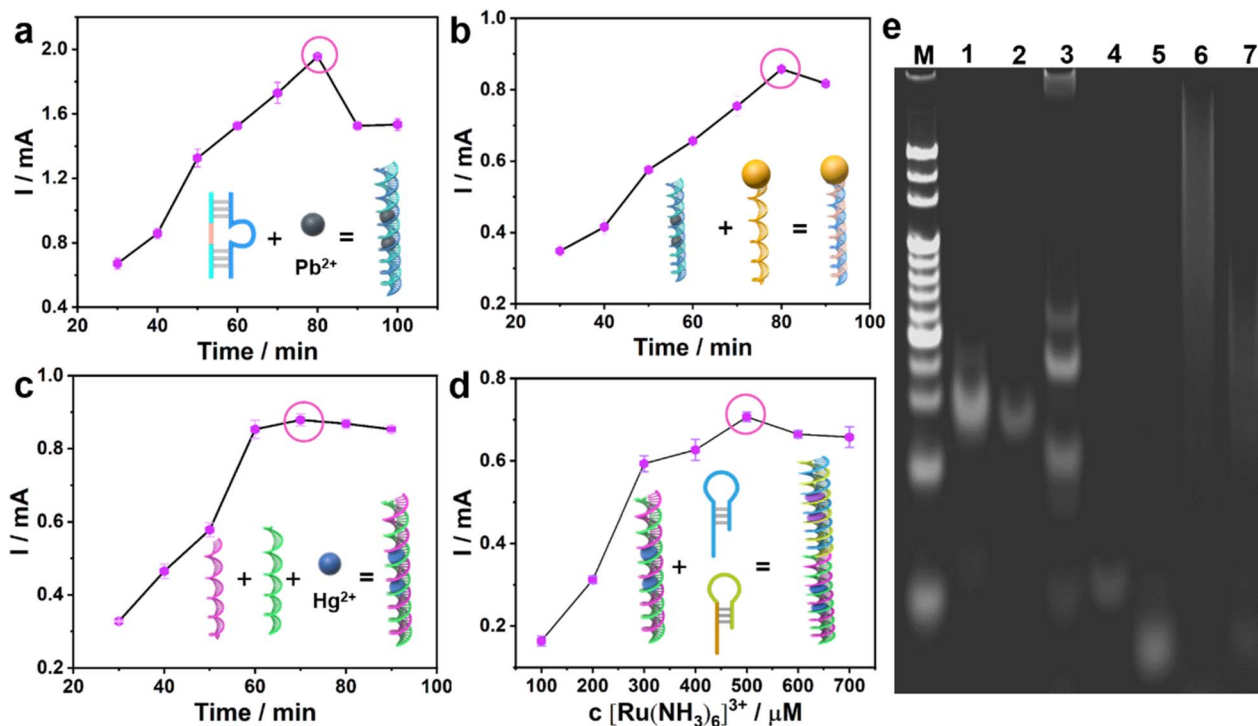 a
2.0
1.6
1.2
0.8
0.4
I / mA
20 40 60 80 100
Time / min
+ =
Pb2+
b
1.0
0.8
0.6
0.4
0.2
I / mA
20 40 60 80 100
Time / min
+ =
c
1.0
0.8
0.6
0.4
0.2
I / mA
20 40 60 80 100
Time / min
+ + =
Hg2+
d
0.8
0.6
0.4
0.2
I / mA
100 200 300 400 500 600 700
c [Ru(NH3)6]3+ / μM
+ =
e
M 1 2 3 4 5 6 7